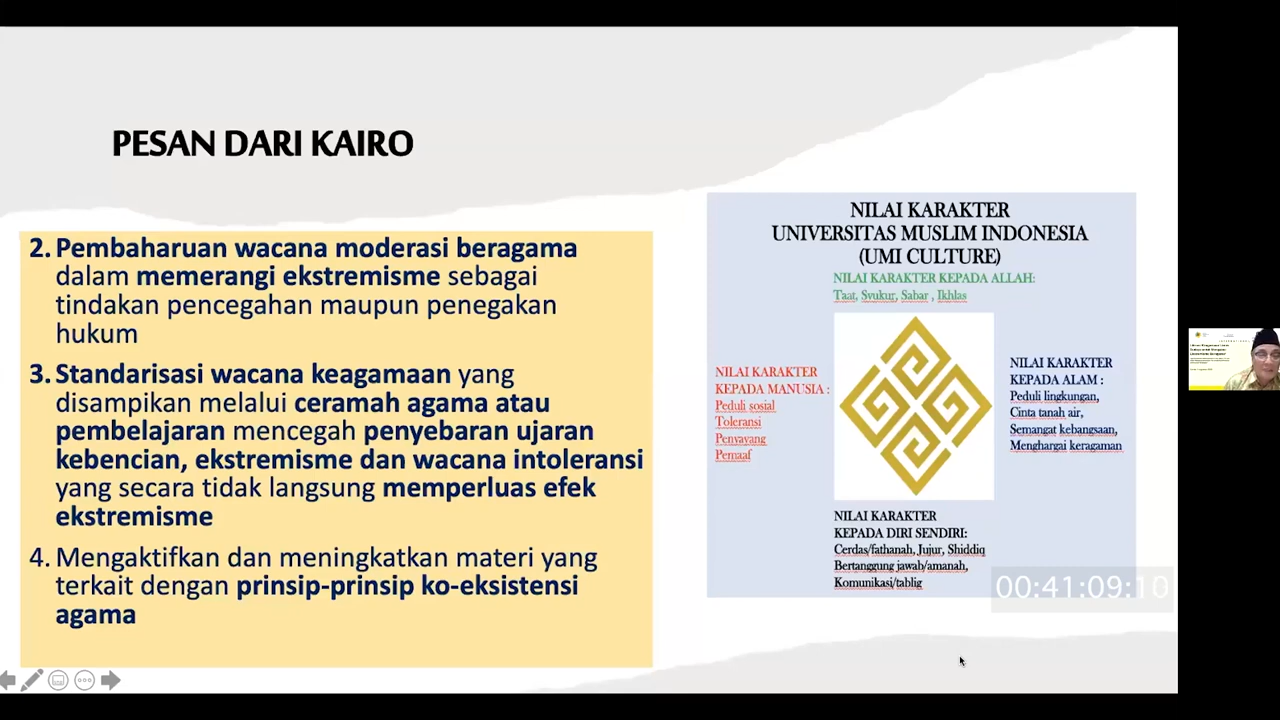 PESAN DARI KAIRO
2. Pembaharuan wacana moderasi beragama
dalam memerangi ekstremisme sebagai
tindakan pencegahan maupun penegakan
hukum
3. Standarisasi wacana keagamaan yang
disampikan melalui ceramah agama atau
pembelajaran mencegah penyebaran ujaran
kebencian, ekstremisme dan wacana intoleransi
yang secara tidak langsung memperluas efek
ekstremisme
4. Mengaktifkan dan meningkatkan materi yang
terkait dengan prinsip-prinsip ko-eksistensi
agama
NILAI KARAKTER
UNIVERSITAS MUSLIM INDONESIA
(UMI CULTURE)
NILAI KARAKTER KEPADA ALLAH:
Taat, Syukur, Sabar , Ikhlas
NILAI KARAKTER
KEPADA MANUSIA :
Peduli sosial
Toleransi
Penyayang
Pemaaf
NILAI KARAKTER
KEPADA ALAM :
Peduli lingkungan,
Cinta tanah air,
Semangat kebangsaan,
Menghargai keragaman
NILAI KARAKTER
KEPADA DIRI SENDIRI:
Cerdas/fathanah, Jujur, Shiddiq
Bertanggung jawab/amanah,
Komunikasi/tablig
00:41:09:10